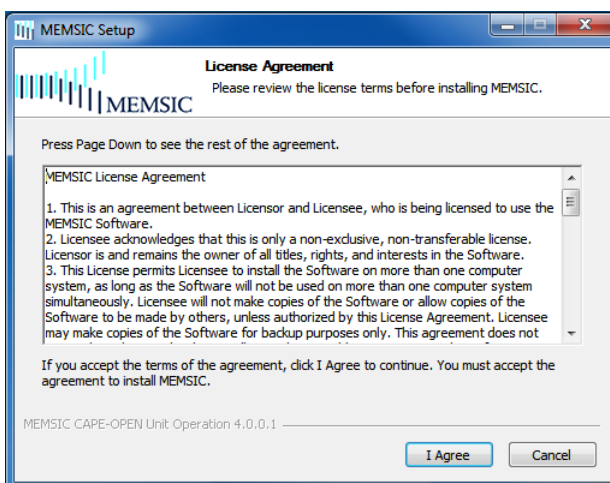 MEMSIC Setup
MEMSIC
License Agreement
Please review the license terms before installing MEMSIC.
Press Page Down to see the rest of the agreement.
MEMSIC License Agreement
1. This is an agreement between Licensor and Licensee, who is being licensed to use the
MEMSIC Software.
2. Licensee acknowledges that this is only a non-exclusive, non-transferable license.
Licensor is and remains the owner of all titles, rights, and interests in the Software.
3. This License permits Licensee to install the Software on more than one computer
system, as long as the Software will not be used on more than one computer system
simultaneously. Licensee will not make copies of the Software or allow copies of the
Software to be made by others, unless authorized by this License Agreement. Licensee
may make copies of the Software for backup purposes only. This agreement does not
If you accept the terms of the agreement, click I Agree to continue. You must accept the
agreement to install MEMSIC.
MEMSIC CAPE-OPEN Unit Operation 4.0.0.1
I Agree
Cancel